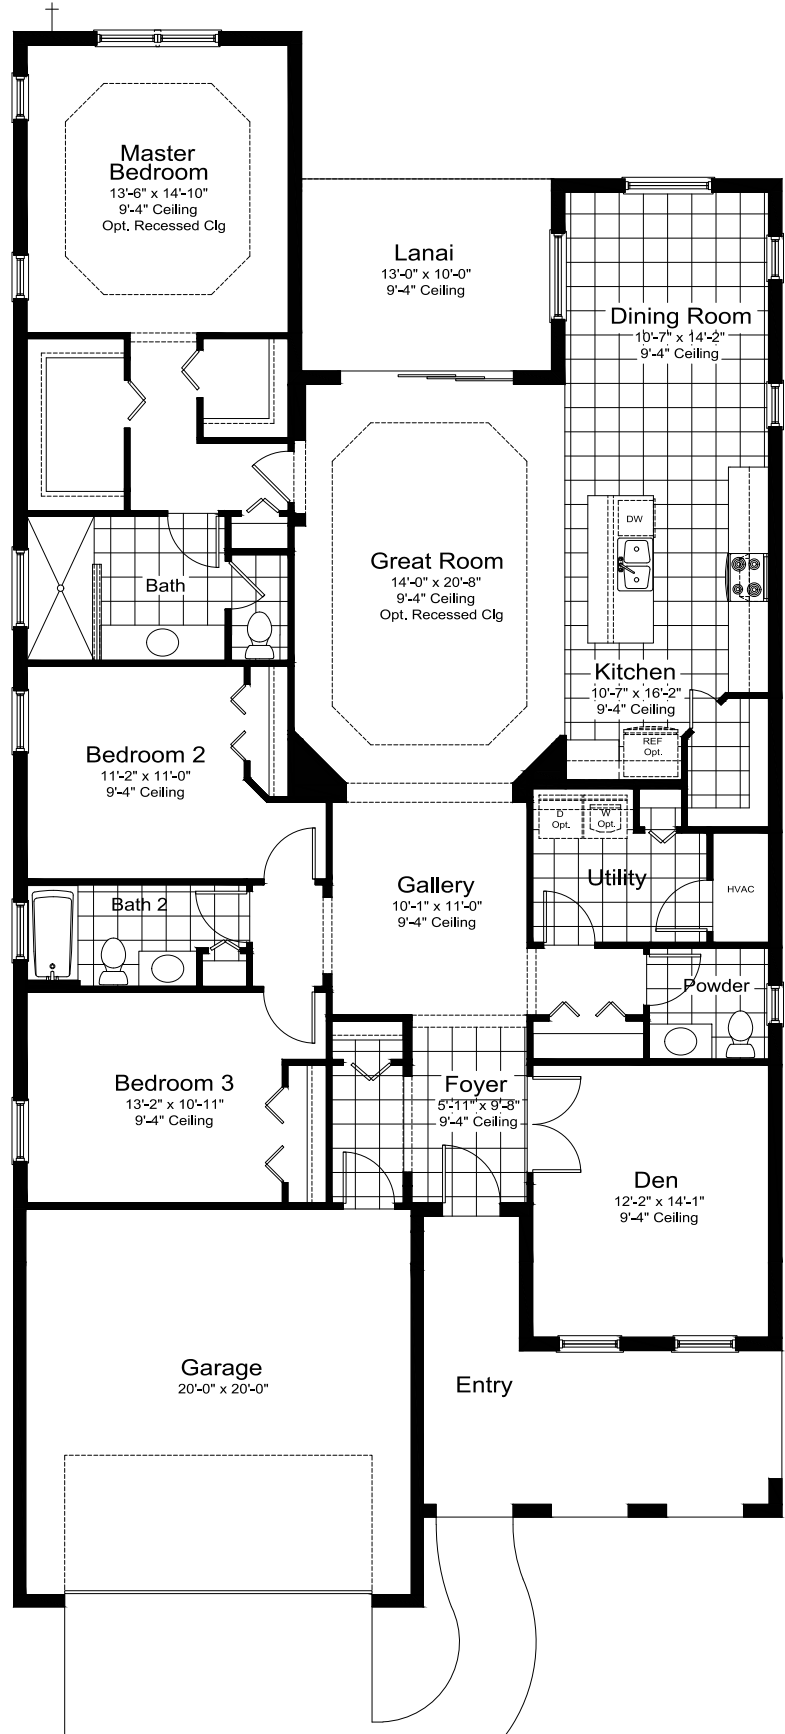 Master
Bedroom
13'-6" x 14'-10"
9'-4" Ceiling
Opt. Recessed Clg
Lanai
13'-0" x 10'-0"
9'-4" Ceiling
Dining Room
10'-7" x 14'-2"
9'-4" Ceiling
DW
Great Room
14'-0" x 20'-8"
9'-4" Ceiling
Opt. Recessed Clg
Bath
Kitchen
10'-7" x 16'-2"
9'-4" Ceiling
REF
Opt.
Bedroom 2
11'-2" x 11'-0"
9'-4" Ceiling
D
Opt.
W
Opt.
Utility
HVAC
Gallery
10'-1" x 11'-0"
9'-4" Ceiling
Bath 2
Powder
Bedroom 3
13'-2" x 10'-11"
9'-4" Ceiling
Foyer
5'-11" x 9'-8"
9'-4" Ceiling
Den
12'-2" x 14'-1"
9'-4" Ceiling
Garage
20'-0" x 20'-0"
Entry